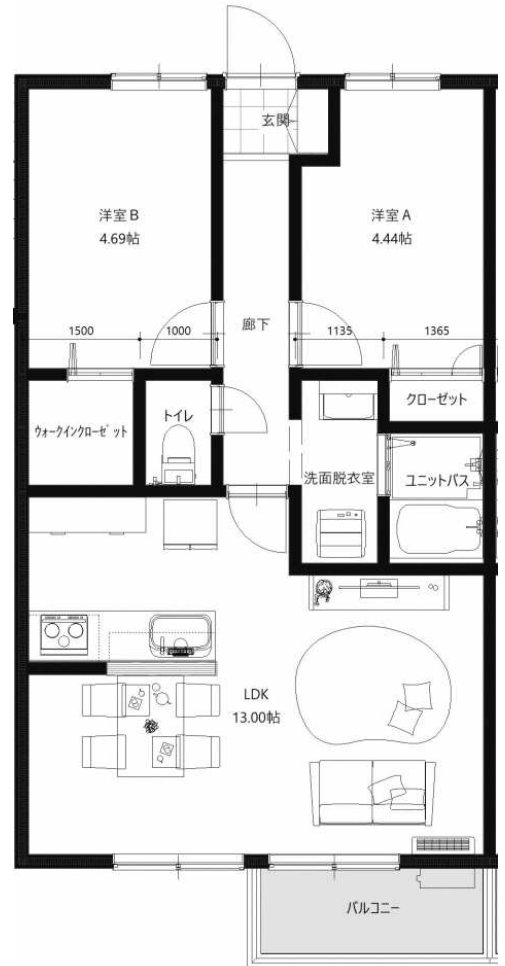 玄関
洋室B
4.69帖
洋室A
4.44帖
1500
1000
廊下
1135
1365
ウォークインクローゼット
トイレ
クローゼット
洗面脱衣室
ユニットバス
LDK
13.00帖
バルコニー